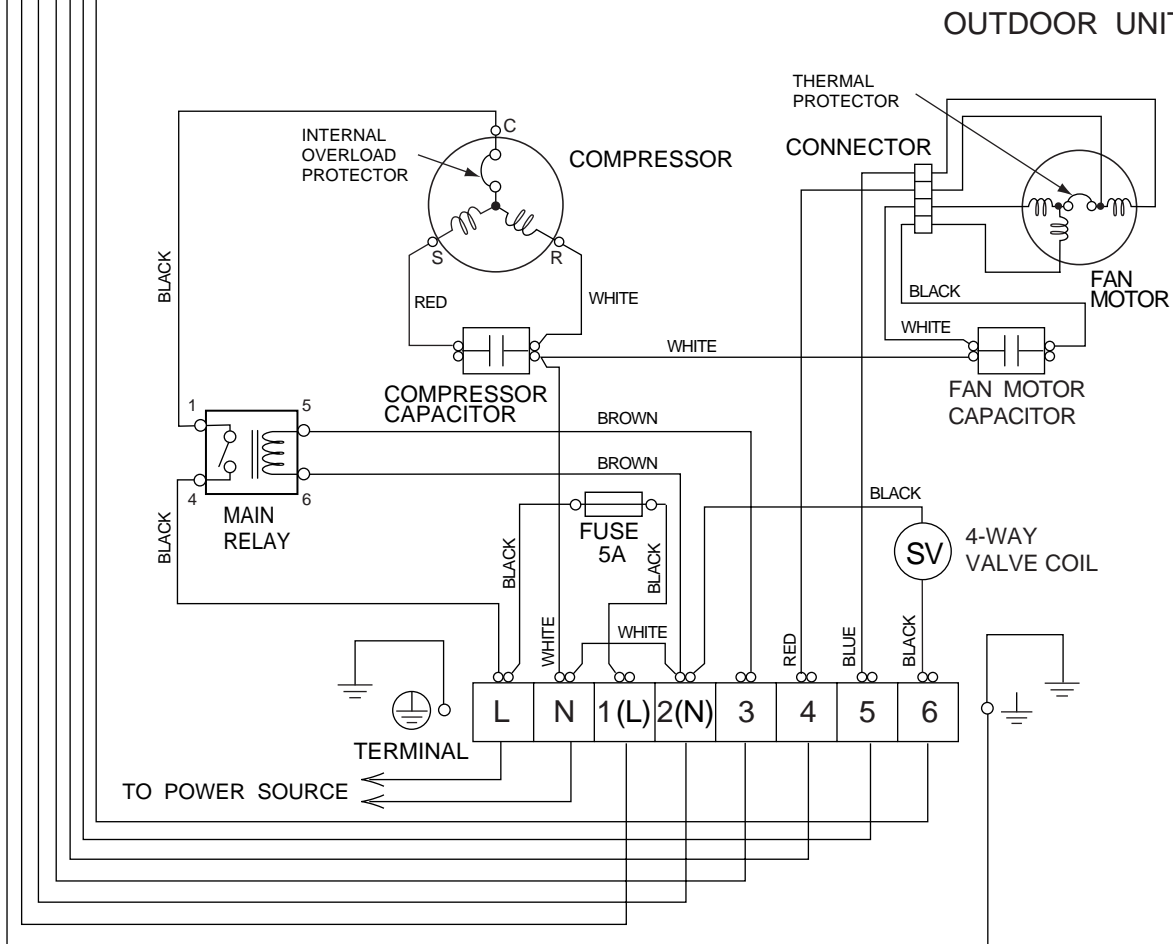 OUTDOOR UNIT
THERMAL
PROTECTOR
CONNECTOR
INTERNAL
OVERLOAD
PROTECTOR
C
COMPRESSOR
S
R
BLACK
RED
WHITE
FAN
MOTOR
BLACK
WHITE
WHITE
COMPRESSOR
CAPACITOR
FAN MOTOR
CAPACITOR
1
5
BROWN
BROWN
4
6
MAIN
RELAY
BLACK
FUSE
5A
BLACK
BLACK
BLACK
SV
4-WAY
VALVE COIL
WHITE
WHITE
RED
BLUE
BLACK
L
N
1(L)
2(N)
3
4
5
6
TERMINAL
TO POWER SOURCE